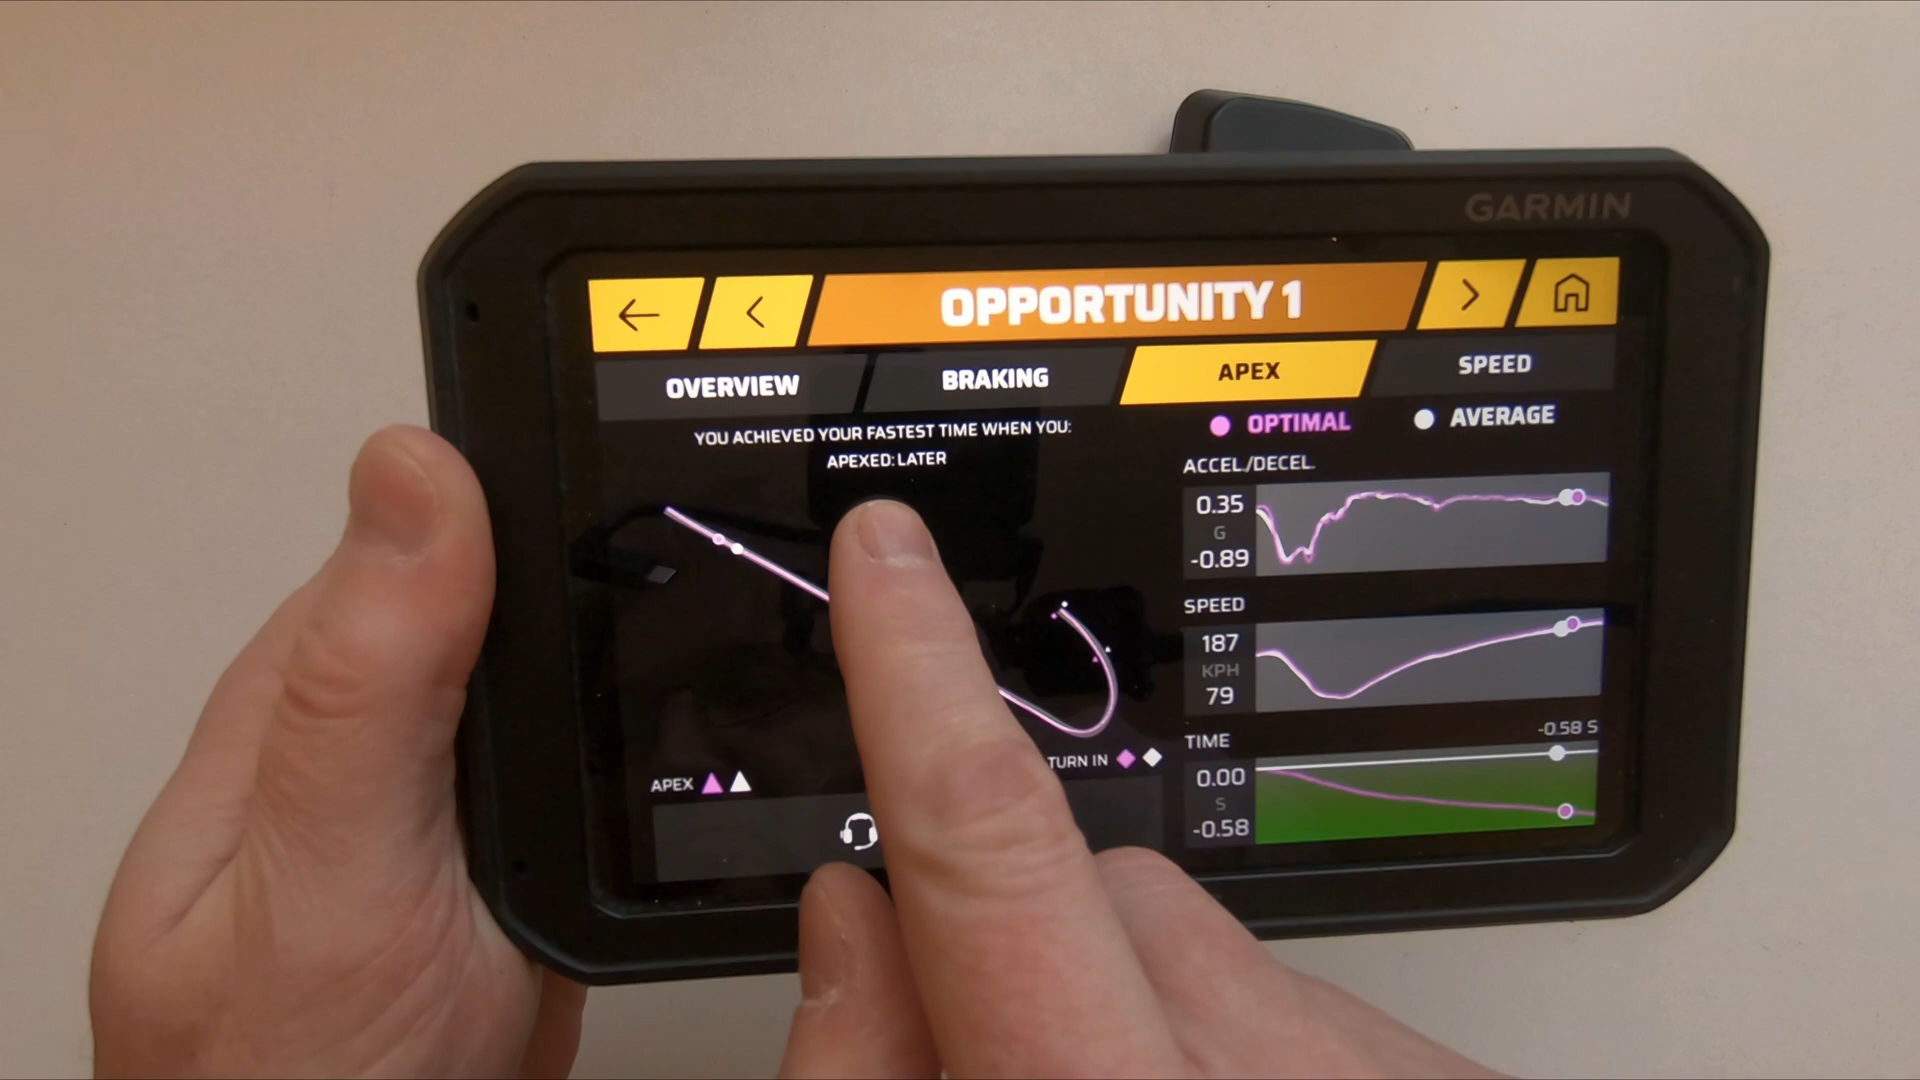 GARMIN
OPPORTUNITY 1
OVERVIEW
BRAKING
APEX
SPEED
YOU ACHIEVED YOUR FASTEST TIME WHEN YOU:
APEXED: LATER
OPTIMAL
AVERAGE
ACCEL./DECEL.
0.35
G
-0.89
SPEED
187
KPH
79
TIME
-0.58 S
0.00
S
-0.58
TURN IN
APEX